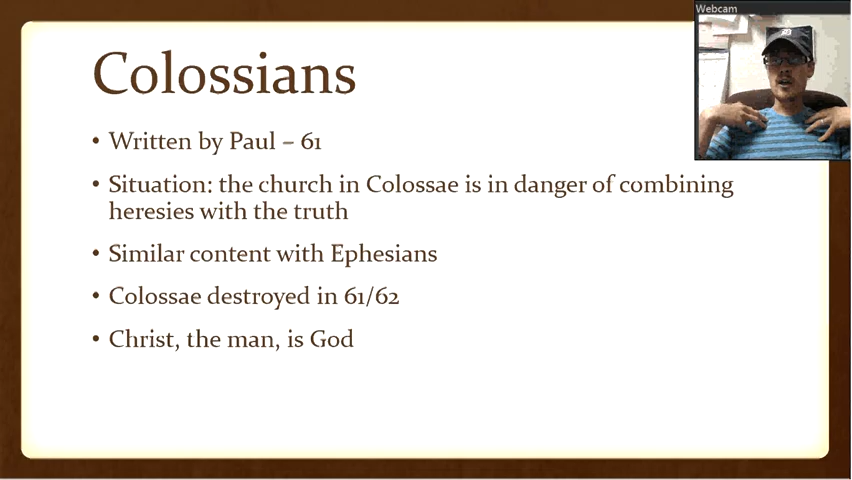 Webcam
Colossians
• Written by Paul – 61
• Situation: the church in Colossae is in danger of combining
heresies with the truth
• Similar content with Ephesians
• Colossae destroyed in 61/62
• Christ, the man, is God